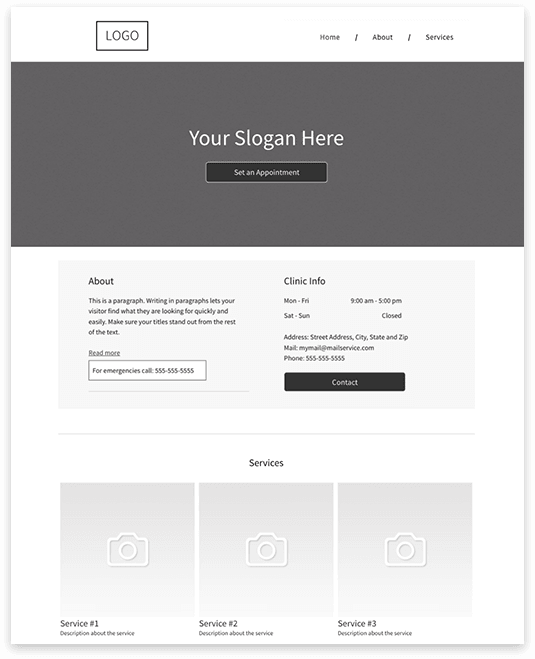 LOGO
Home / About / Services
Your Slogan Here
Set an Appointment
About
This is a paragraph. Writing in paragraphs lets your
visitor find what they are looking for quickly and
easily. Make sure your titles stand out from the rest
of the text.
Read more
For emergencies call: 555-555-5555
Clinic Info
Mon - Fri 9:00 am - 5:00 pm
Sat - Sun Closed
Address: Street Address, City, State and Zip
Mail: mymail@mailservice.com
Phone: 555-555-5555
Contact
Services
Service #1
Description about the service
Service #2
Description about the service
Service #3
Description about the service